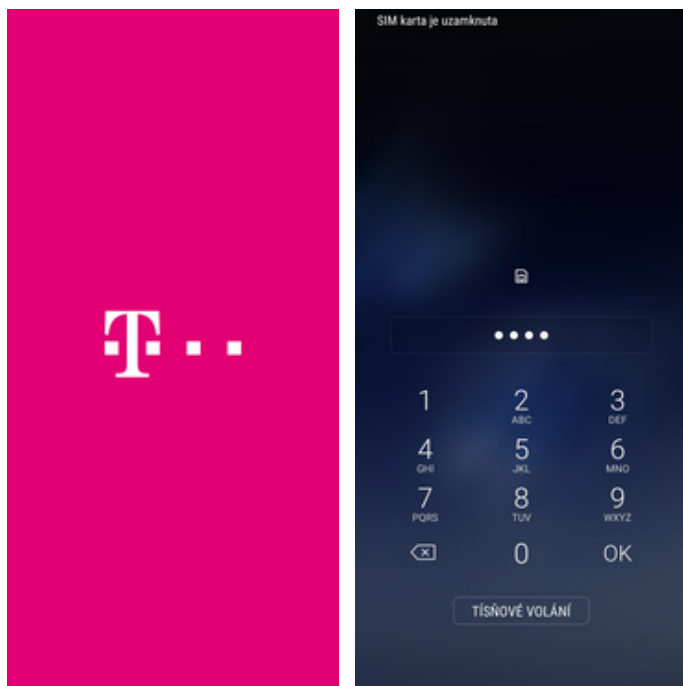 T
SIM karta je uzamknuta
1
2
ABC
3
DEF
4
GHI
5
JKL
6
MNO
7
PQRS
8
TUV
9
WXYZ
0
OK
TÍSŇOVÉ VOLÁNÍ